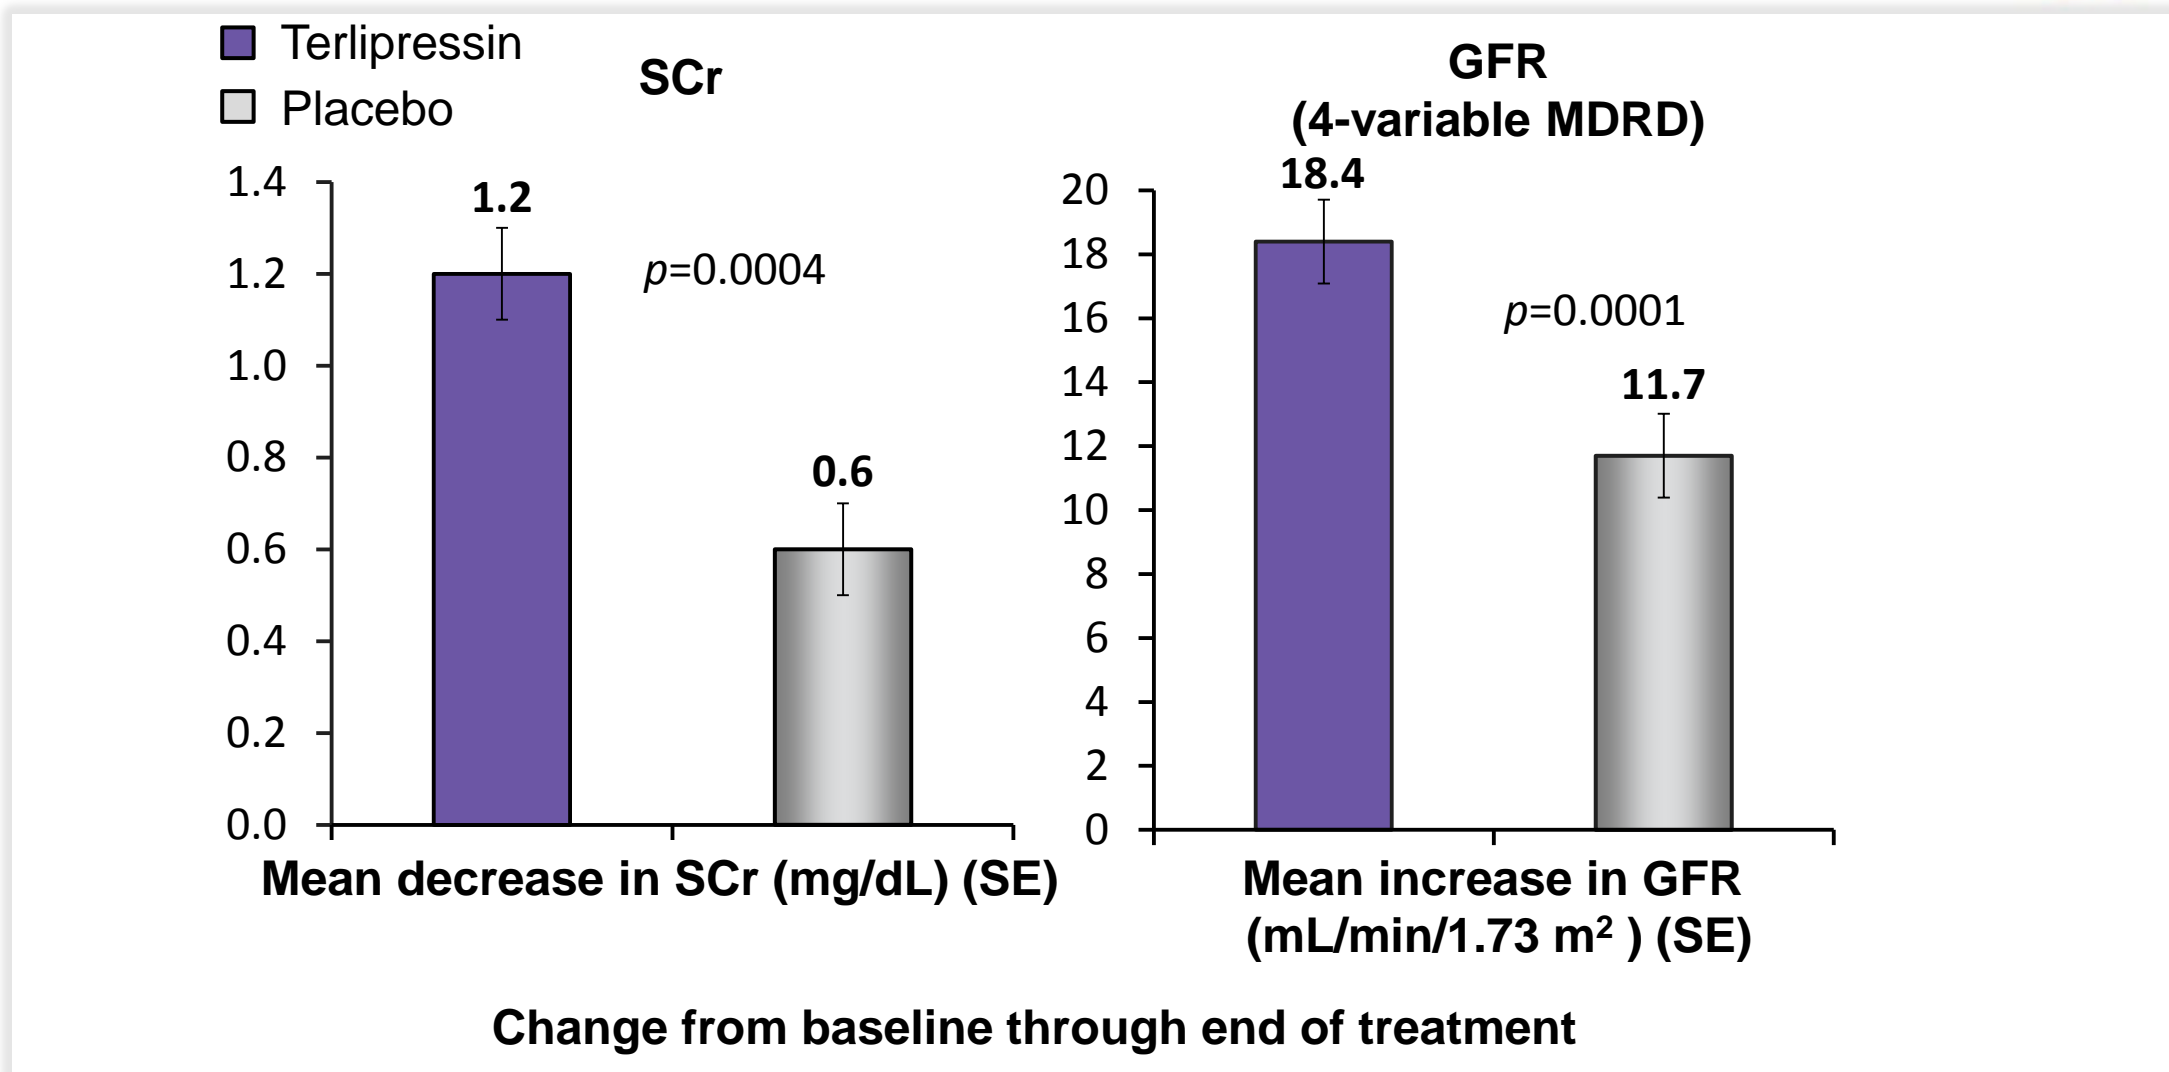 Terlipressin
Placebo
SCr
1.4
1.2
1.0
0.8
0.6
0.4
0.2
0.0
1.2
p=0.0004
0.6
Mean decrease in SCr (mg/dL) (SE)
GFR
(4-variable MDRD)
20
18
16
14
12
10
8
6
4
2
0
18.4
p=0.0001
11.7
Mean increase in GFR
(mL/min/1.73 m² ) (SE)
Change from baseline through end of treatment